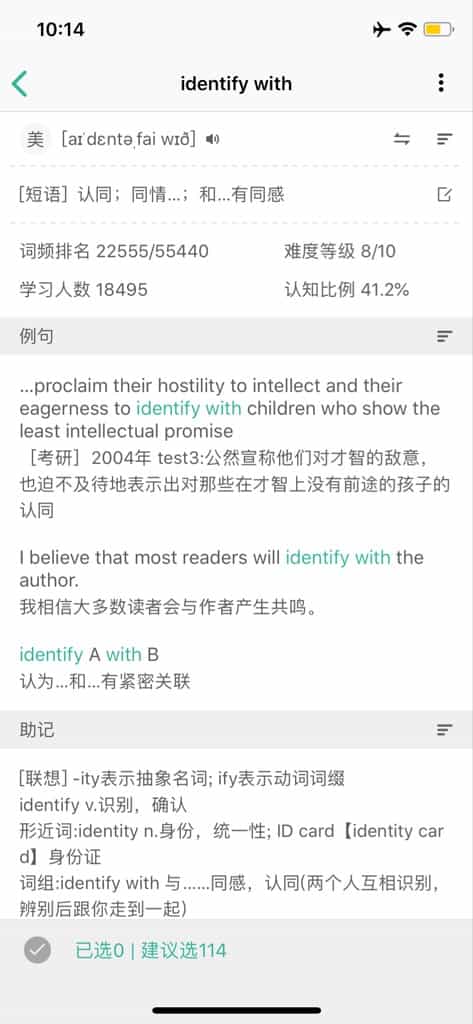 10:14
identify with
美 [aɪˈdɛntəˌfai wɪð]
[短语] 认同；同情...；和...有同感
词频排名 22555/55440 难度等级 8/10
学习人数 18495 认知比例 41.2%
例句
...proclaim their hostility to intellect and their
eagerness to identify with children who show the
least intellectual promise
［考研］2004年 test3:公然宣称他们对才智的敌意，
也迫不及待地表示出对那些在才智上没有前途的孩子的
认同
I believe that most readers will identify with the
author.
我相信大多数读者会与作者产生共鸣。
identify A with B
认为...和...有紧密关联
助记
[联想] -ity表示抽象名词; ify表示动词词缀
identify v.识别，确认
形近词:identity n.身份，统一性; ID card【identity car
d】身份证
词组:identify with 与……同感，认同(两个人互相识别，
辨别后跟你走到一起)
已选0 | 建议选114